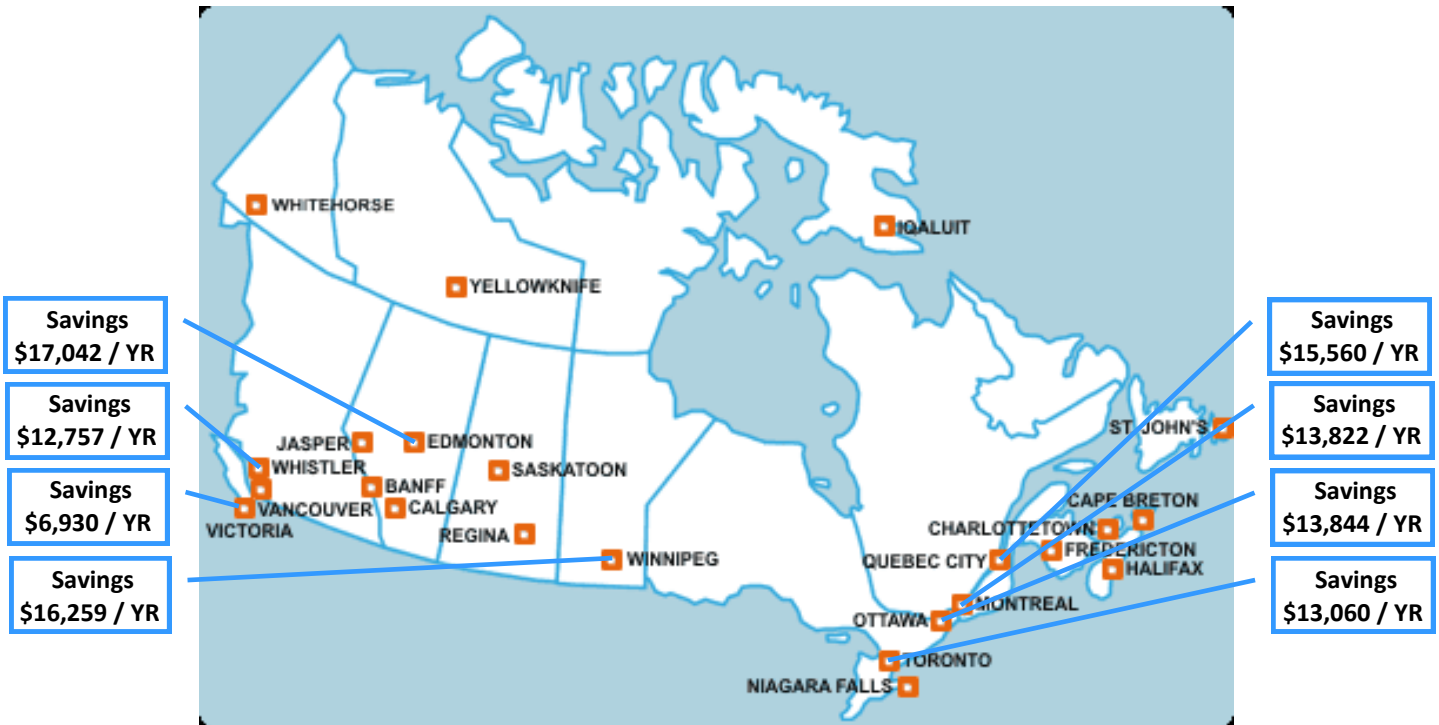 WHITEHORSE
IQALUIT
YELLOWKNIFE
Savings
$17,042 / YR
Savings
$12,757 / YR
Savings
$6,930 / YR
Savings
$16,259 / YR
JASPER
EDMONTON
WHISTLER
SASKATOON
BANFF
VANCOUVER
CALGARY
VICTORIA
REGINA
WINNIPEG
ST. JOHN'S
CAPE BRETON
CHARLOTTETOWN
FREDERICTON
QUEBEC CITY
HALIFAX
MONTREAL
OTTAWA
TORONTO
NIAGARA FALLS
Savings
$15,560 / YR
Savings
$13,822 / YR
Savings
$13,844 / YR
Savings
$13,060 / YR